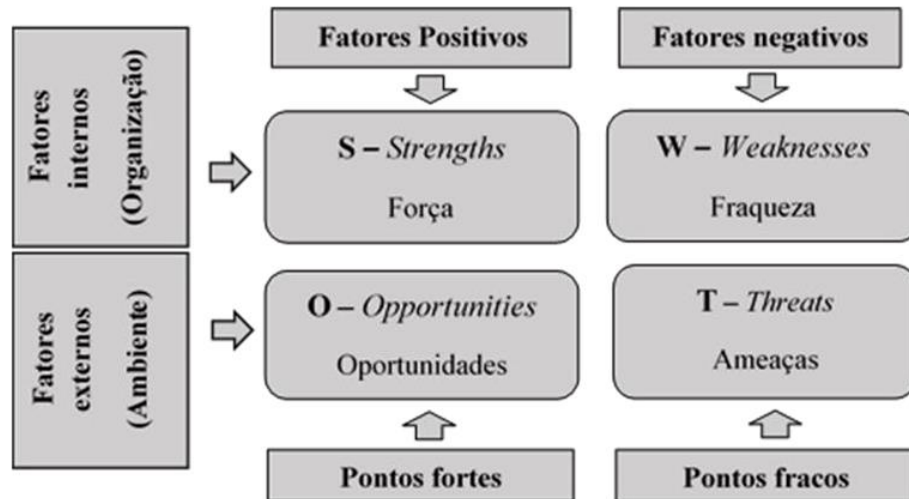 Fatores Positivos
Fatores negativos
Fatores
internos
(Organização)
S – Strengths
Força
W – Weaknesses
Fraqueza
Fatores
externos
(Ambiente)
O – Opportunities
Oportunidades
T – Threats
Ameaças
Pontos fortes
Pontos fracos